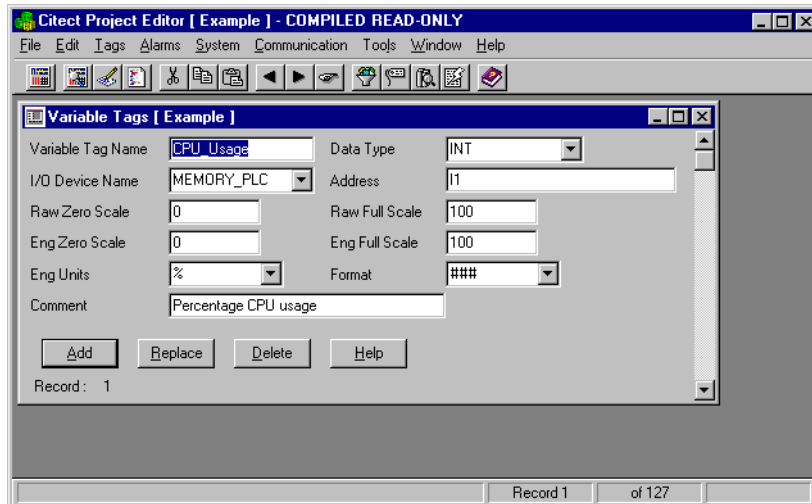 Citect Project Editor [ Example ] - COMPILED READ-ONLY
File Edit Tags Alarms System Communication Tools Window Help
Variable Tags [ Example ]
Variable Tag Name CPU_Usage Data Type INT
I/O Device Name MEMORY_PLC Address I1
Raw Zero Scale 0 Raw Full Scale 100
Eng Zero Scale 0 Eng Full Scale 100
Eng Units % Format ###
Comment Percentage CPU usage
Add Replace Delete Help
Record : 1
Record 1 of 127